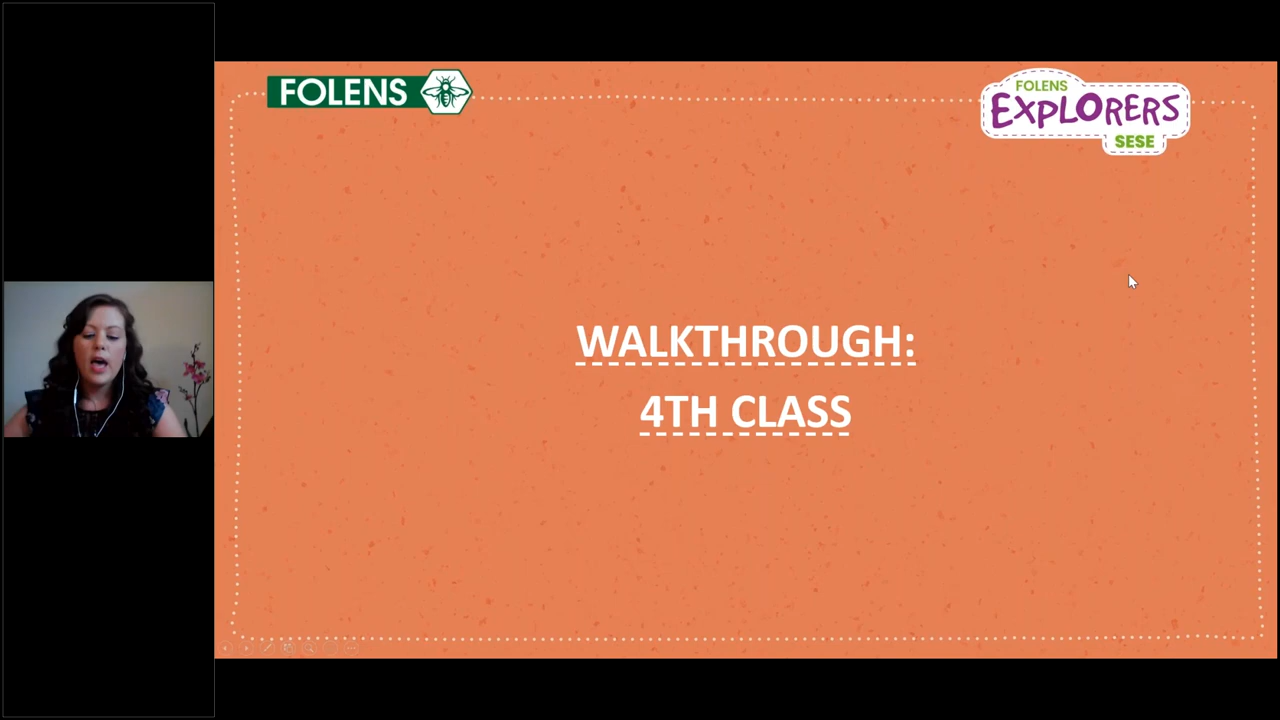 FOLENS
FOLENS
EXPLORERS
SESE
WALKTHROUGH:
4TH CLASS